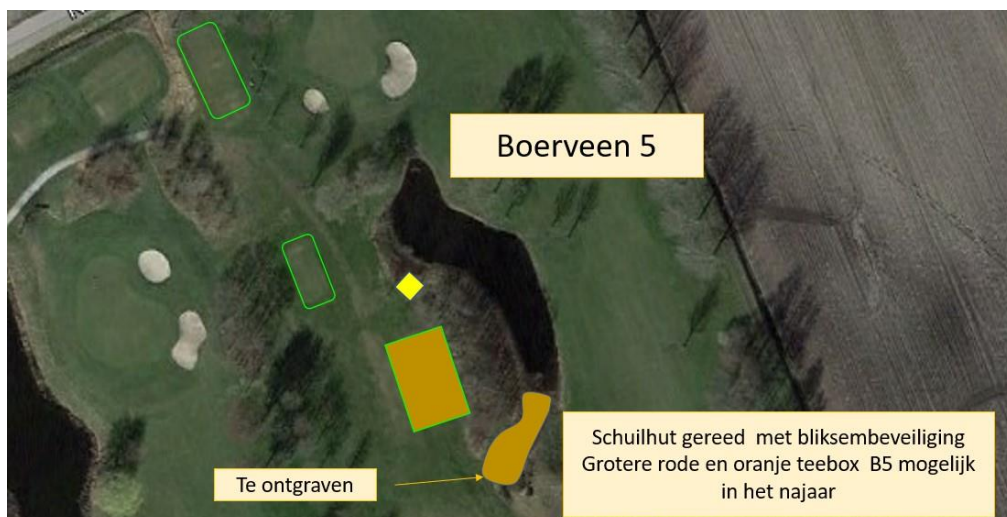 Boerveen 5
Schuilhut gereed met bliksembeveiliging
Grotere rode en oranje teebox B5 mogelijk
in het najaar
Te ontgraven